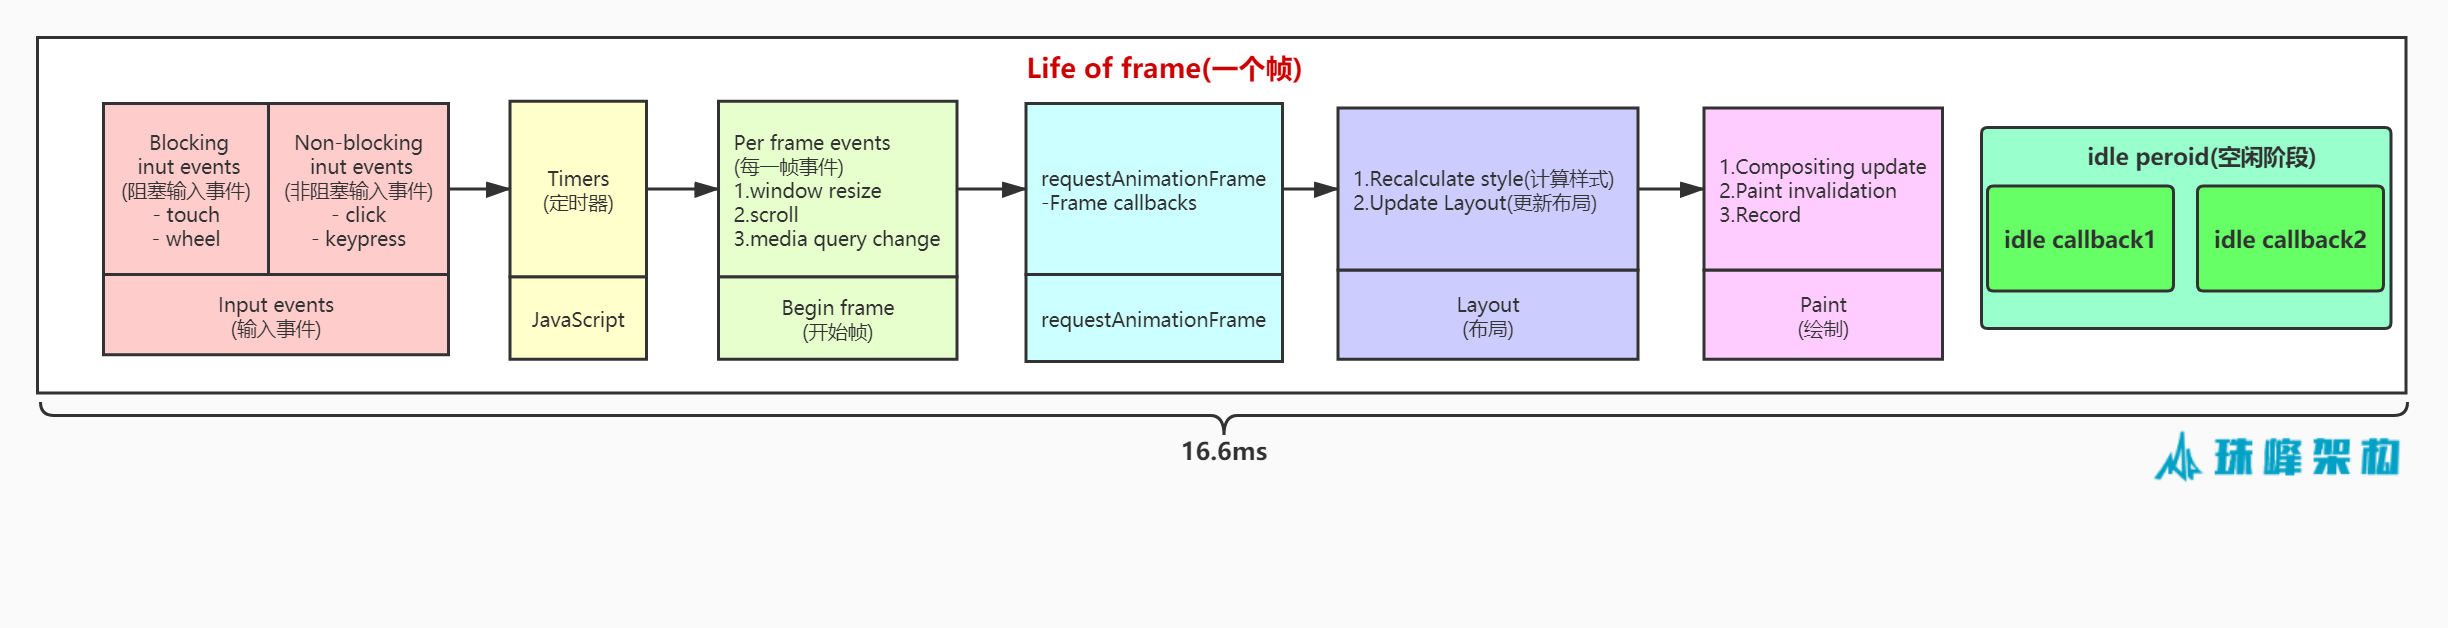 Life of frame(一个帧)
Blocking
inut events
(阻塞输入事件)
- touch
- wheel
Non-blocking
inut events
(非阻塞输入事件)
- click
- keypress
Input events
(输入事件)
Timers
(定时器)
JavaScript
Per frame events
(每一帧事件)
1.window resize
2.scroll
3.media query change
Begin frame
(开始帧)
requestAnimationFrame
-Frame callbacks
requestAnimationFrame
1.Recalculate style(计算样式)
2.Update Layout(更新布局)
Layout
(布局)
1.Compositing update
2.Paint invalidation
3.Record
Paint
(绘制)
idle peroid(空闲阶段)
idle callback1
idle callback2
16.6ms
珠峰架构